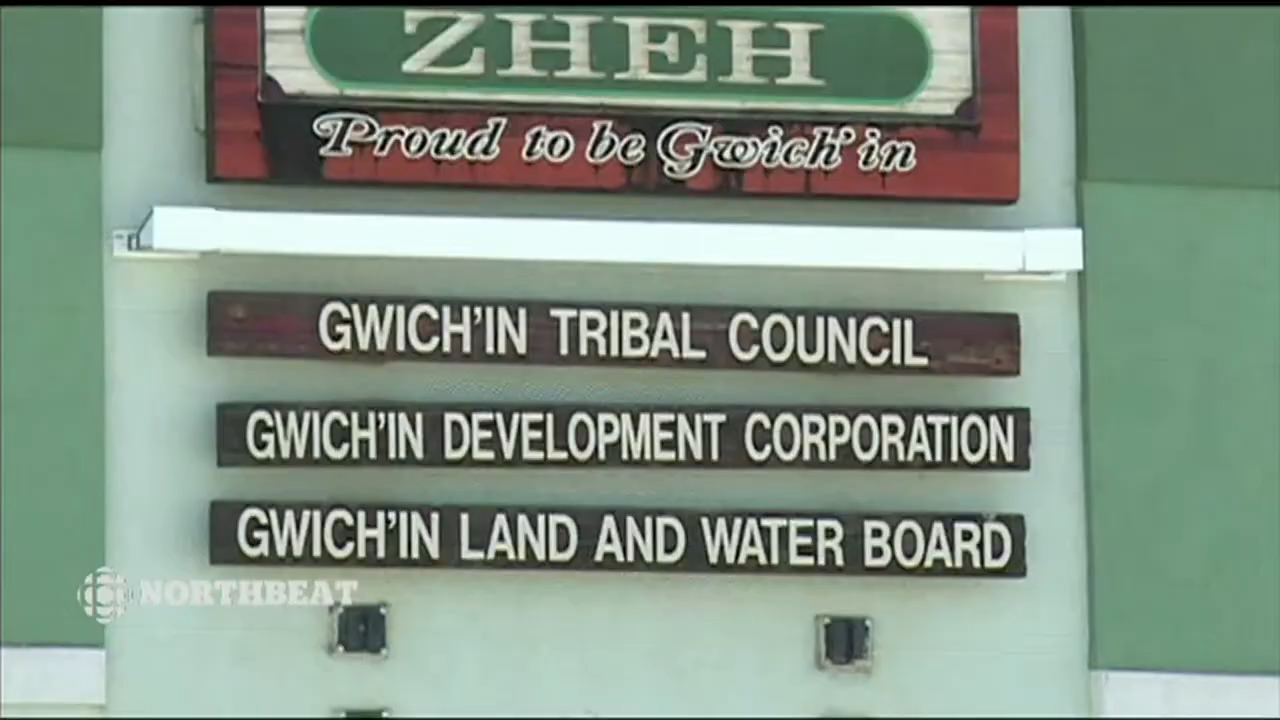 ZHEH
Proud to be Gwich'in
GWICH'IN TRIBAL COUNCIL
GWICH'IN DEVELOPMENT CORPORATION
GWICH'IN LAND AND WATER BOARD
NORTHBEAT